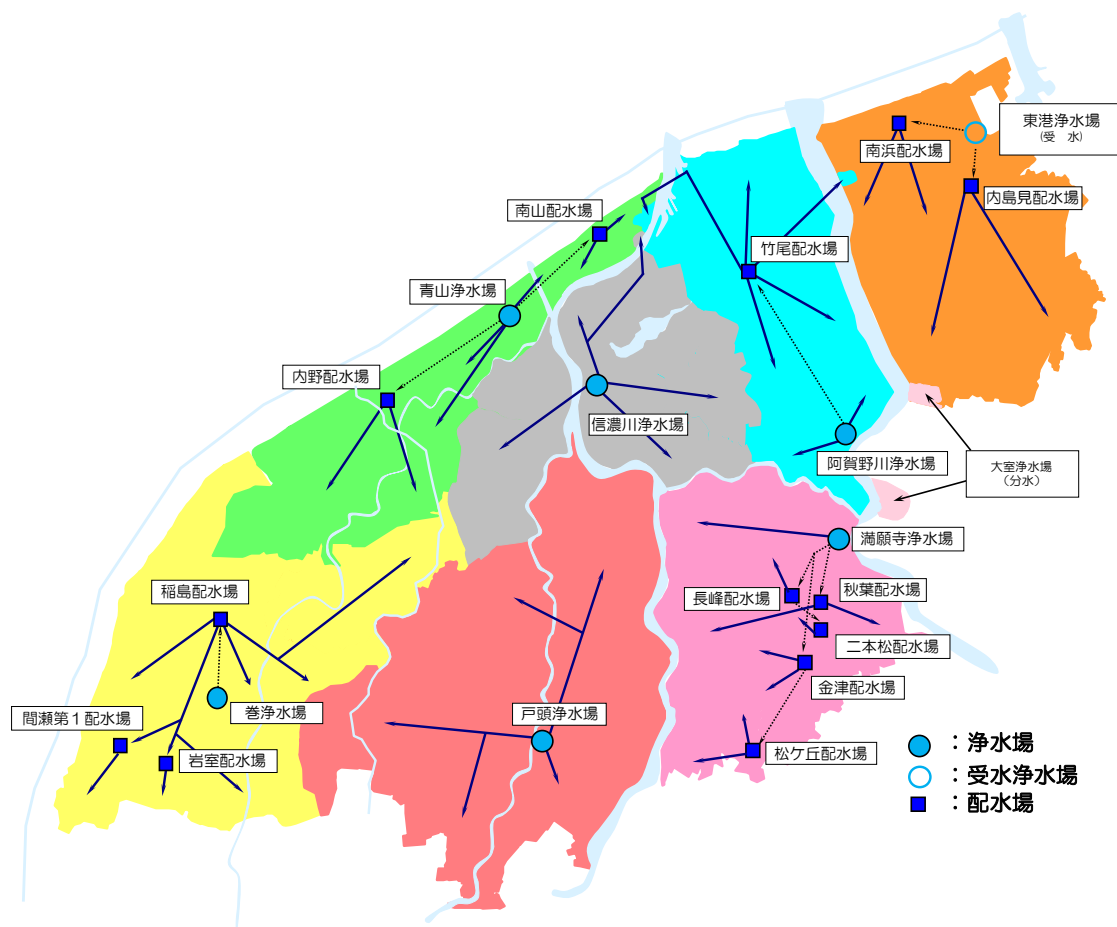 東港浄水場
(受 水)
南浜配水場
内島見配水場
南山配水場
竹尾配水場
青山浄水場
内野配水場
信濃川浄水場
阿賀野川浄水場
大室浄水場
(分水)
満願寺浄水場
稲島配水場
長峰配水場
秋葉配水場
二本松配水場
金津配水場
巻浄水場
間瀬第1配水場
戸頭浄水場
岩室配水場
松ケ丘配水場
:浄水場
:受水浄水場
:配水場